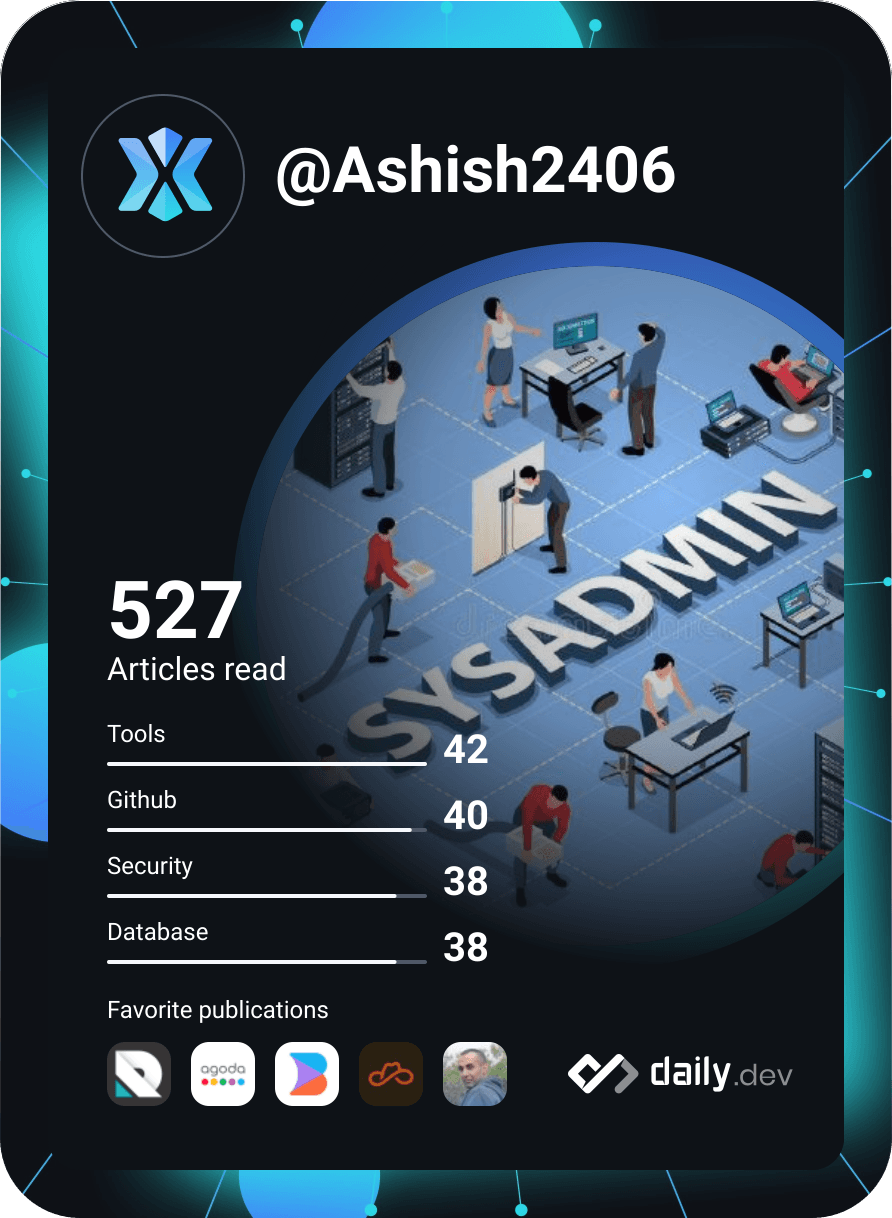 @Ashish2406
SYSADMIN
527
Articles read
Tools
42
Github
40
Security
38
Database
38
Favorite publications
agoda
daily.dev